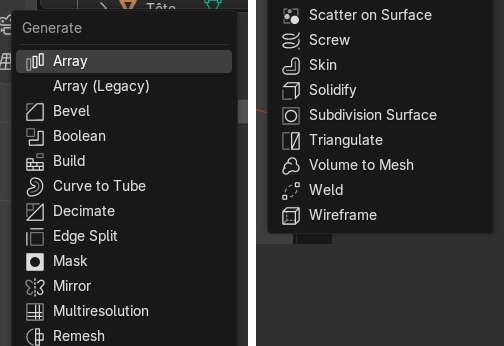 Tête
Generate
Array
Array (Legacy)
Bevel
Boolean
Build
Curve to Tube
Decimate
Edge Split
Mask
Mirror
Multiresolution
Remesh
Scatter on Surface
Screw
Skin
Solidify
Subdivision Surface
Triangulate
Volume to Mesh
Weld
Wireframe